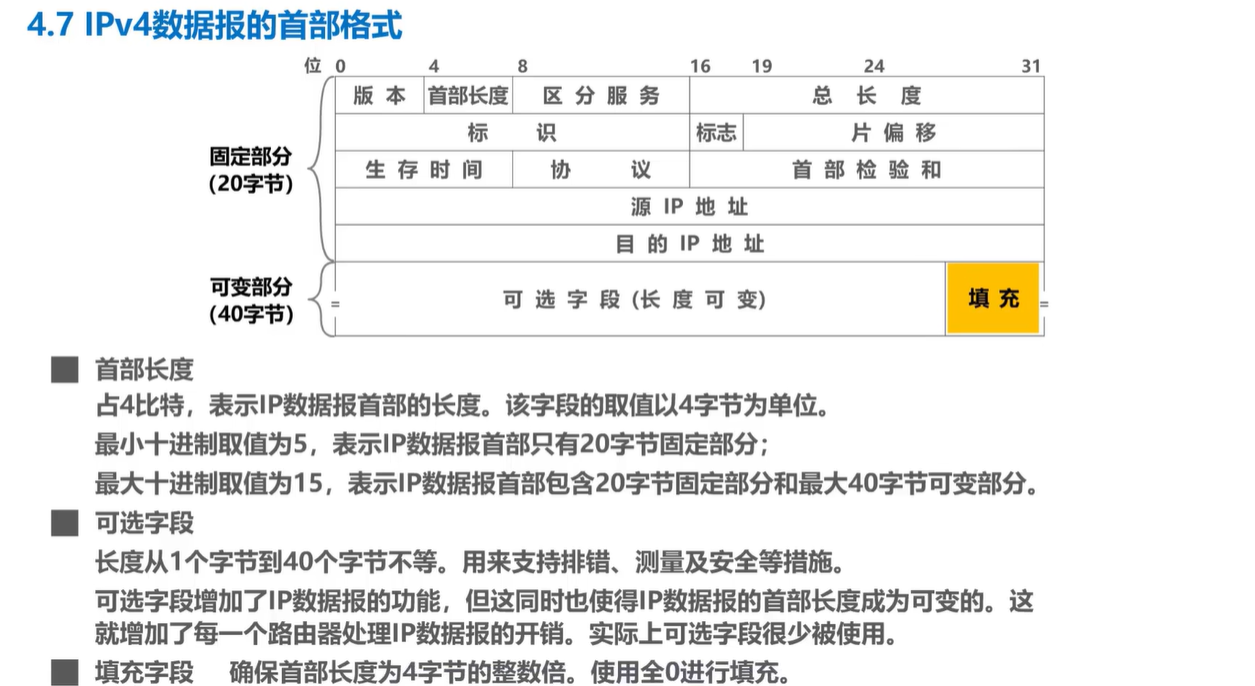 4.7 IPv4数据报的首部格式
位 0 4 8 16 19 24 31
版 本 首部长度 区 分 服 务 总 长 度
标 识 标志 片 偏 移
固定部分
(20字节)
生 存 时 间 协 议 首 部 检 验 和
源 IP 地 址
目 的 IP 地 址
可变部分
(40字节)
= 可 选 字 段 (长 度 可 变) 填 充 =
首部长度
占4比特，表示IP数据报首部的长度。该字段的取值以4字节为单位。
最小十进制取值为5，表示IP数据报首部只有20字节固定部分；
最大十进制取值为15，表示IP数据报首部包含20字节固定部分和最大40字节可变部分。
可选字段
长度从1个字节到40个字节不等。用来支持排错、测量及安全等措施。
可选字段增加了IP数据报的功能，但这同时也使得IP数据报的首部长度成为可变的。这
就增加了每一个路由器处理IP数据报的开销。实际上可选字段很少被使用。
填充字段 确保首部长度为4字节的整数倍。使用全0进行填充。